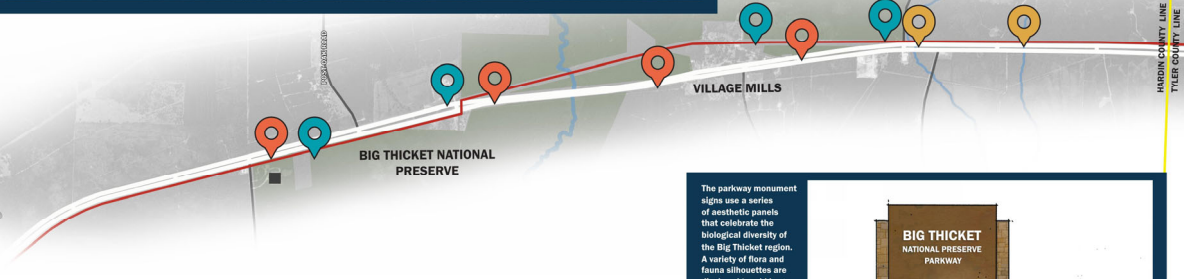 HARDIN COUNTY LINE
TYLER COUNTY LINE
VILLAGE MILLS
BIG THICKET NATIONAL
PRESERVE
The parkway monument
signs use a series
of aesthetic panels
that celebrate the
biological diversity of
the Big Thicket region.
A variety of flora and
fauna silhouettes are
BIG THICKET
NATIONAL PRESERVE
PARKWAY